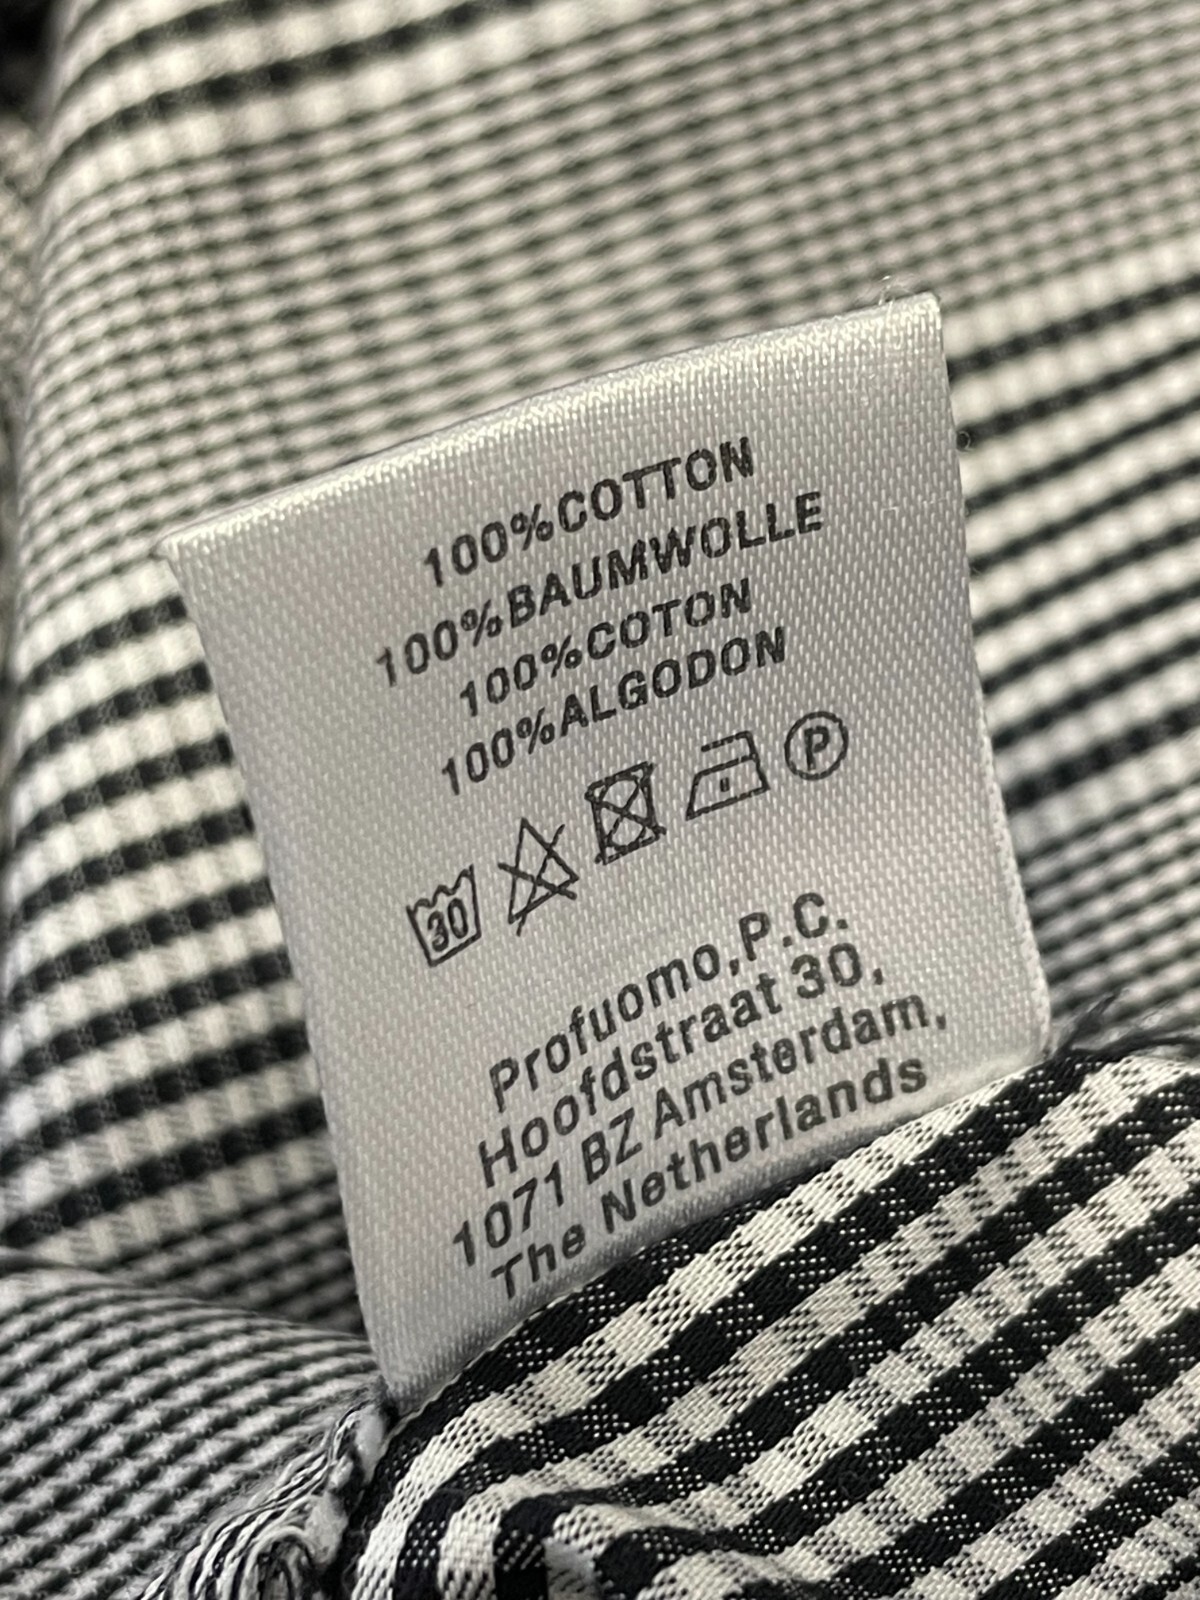 100%COTTON
100%BAUMWOLLE
100%COTON
100%ALGODON
30 P
Profuomo,P.C.
Hoofdstraat 30,
1071 BZ Amsterdam,
The Netherlands